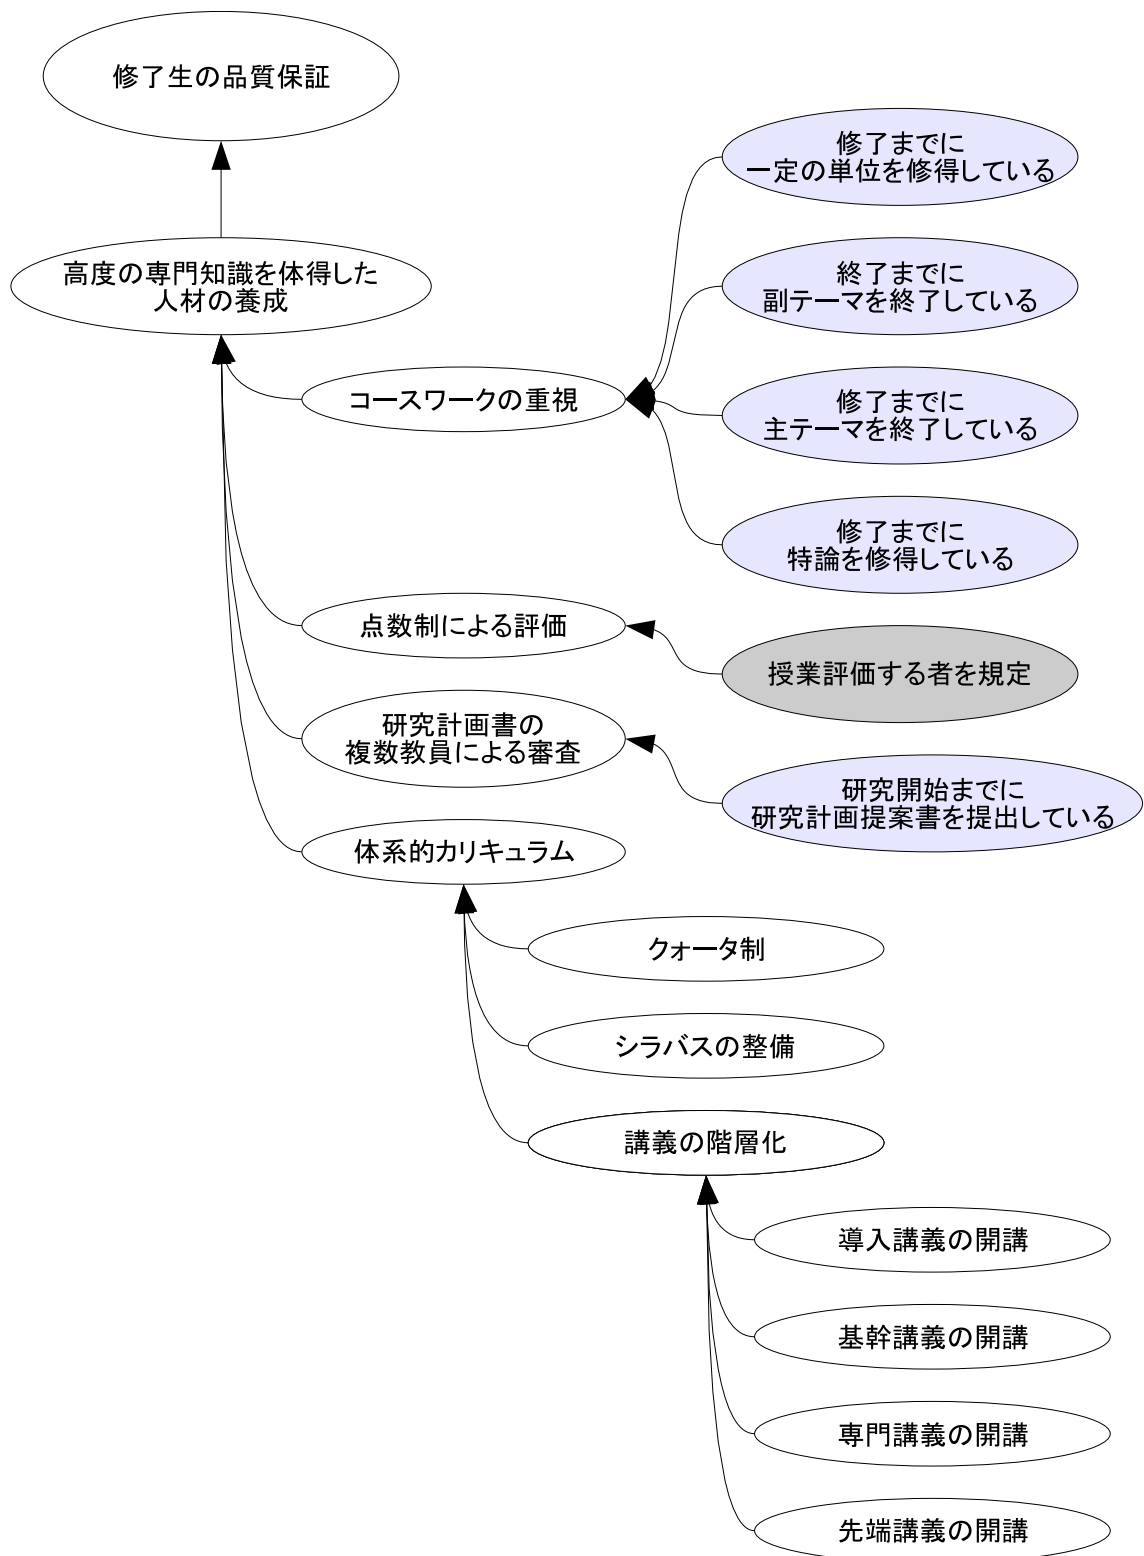 修了生の品質保証
高度の専門知識を体得した
人材の養成
修了までに
一定の単位を修得している
終了までに
副テーマを終了している
コースワークの重視
修了までに
主テーマを終了している
修了までに
特論を修得している
点数制による評価
授業評価する者を規定
研究計画書の
複数教員による審査
研究開始までに
研究計画提案書を提出している
体系的カリキュラム
クォータ制
シラバスの整備
講義の階層化
導入講義の開講
基幹講義の開講
専門講義の開講
先端講義の開講